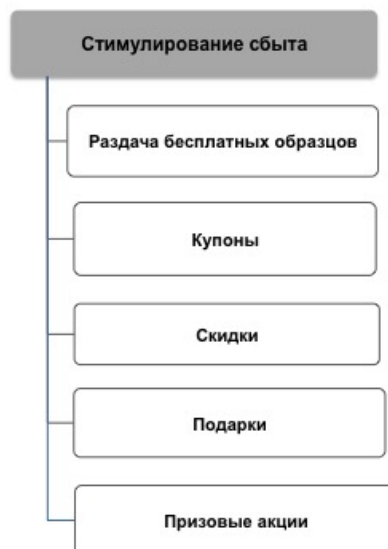 Стимулирование сбыта
Раздача бесплатных образцов
Купоны
Скидки
Подарки
Призовые акции